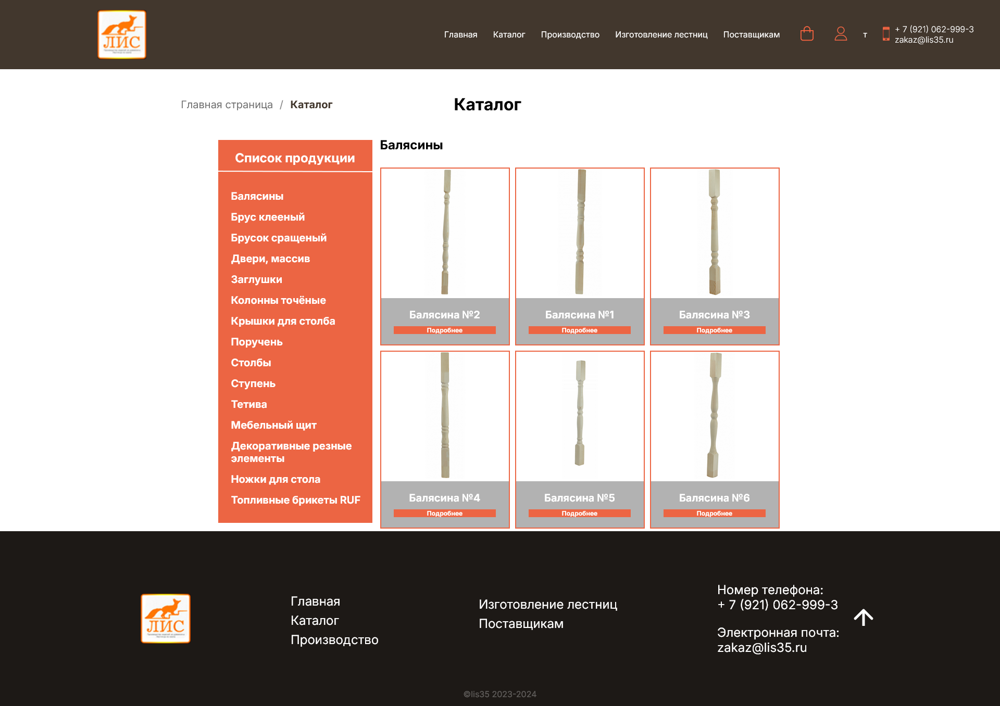 ЛИС
Главная
Каталог
Производство
Изготовление лестниц
Поставщикам
т
+ 7 (921) 062-999-3
zakaz@lis35.ru
Главная страница / Каталог
Каталог
Список продукции
Балясины
Брус клееный
Брусок сращеный
Двери, массив
Заглушки
Колонны точёные
Крышки для столба
Поручень
Столбы
Ступень
Тетива
Мебельный щит
Декоративные резные
элементы
Ножки для стола
Топливные брикеты RUF
Балясины
Балясина №2
Подробнее
Балясина №1
Подробнее
Балясина №3
Подробнее
Балясина №4
Подробнее
Балясина №5
Подробнее
Балясина №6
Подробнее
ЛИС
Главная
Каталог
Производство
Изготовление лестниц
Поставщикам
Номер телефона:
+ 7 (921) 062-999-3
Электронная почта:
zakaz@lis35.ru
©lis35 2023-2024